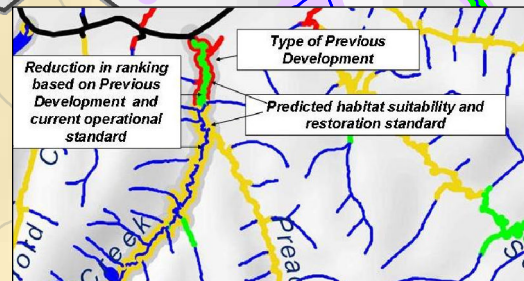 Type of Previous
Development
Reduction in ranking
based on Previous
Development and
current operational
standard
Predicted habitat suitability and
restoration standard
Creek